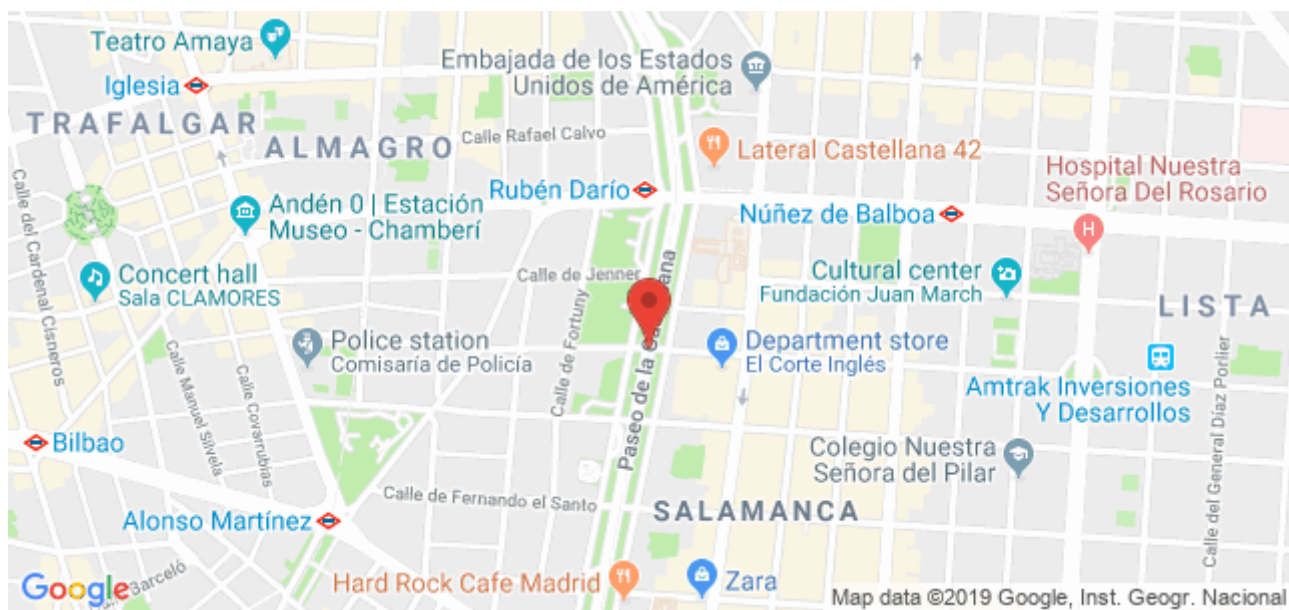 Teatro Amaya
Iglesia
TRAFALGAR
ALMAGRO
Calle Rafael Calvo
Embajada de los Estados
Unidos de América
Lateral Castellana 42
Rubén Darío
Núñez de Balboa
Hospital Nuestra
Señora Del Rosario
H
Calle del Cardenal Cisneros
Andén 0 | Estación
Museo - Chamberí
Concert hall
Sala CLAMORES
Calle de Jenner
Calle de Fortuny
Paseo de la
ana
Cultural center
Fundación Juan March
LISTA
Police station
Comisaría de Policía
Department store
El Corte Inglés
Amtrak Inversiones
Y Desarrollos
Calle Manuel Silvela
Calle Covarrubias
Calle del General Díaz Porlier
Bilbao
Colegio Nuestra
Señora del Pilar
Calle de Fernando el Santo
SALAMANCA
Alonso Martínez
Barceló
Hard Rock Cafe Madrid
Zara
Google
Map data ©2019 Google, Inst. Geogr. Nacional